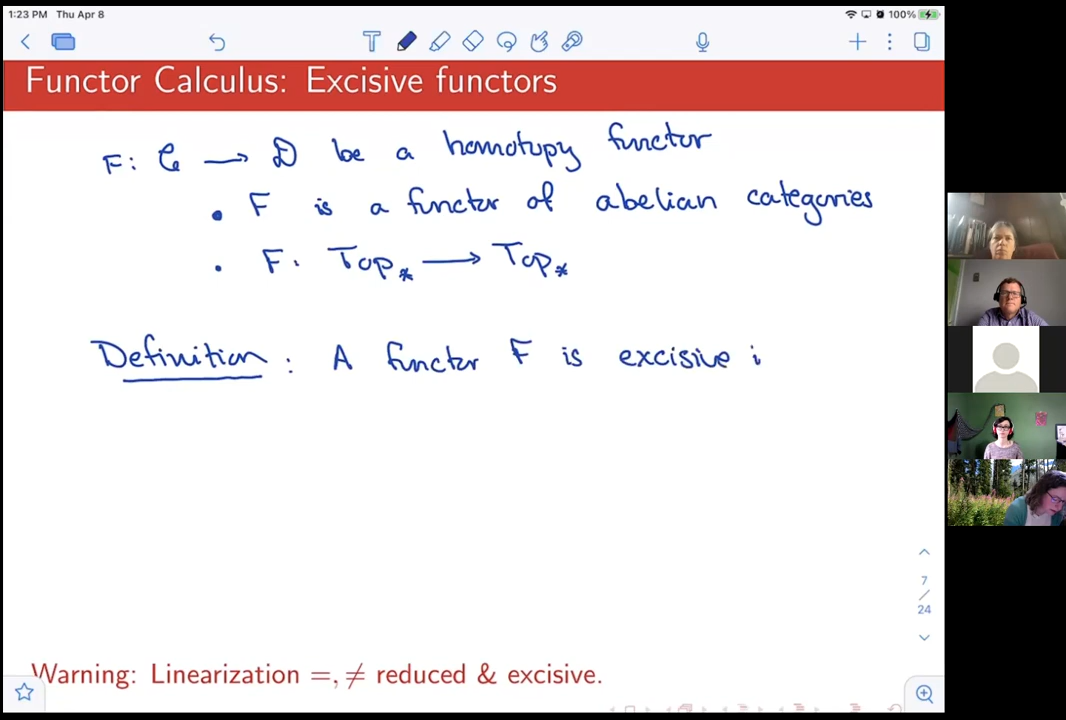 1:23 PM Thu Apr 8
100%
Functor Calculus: Excisive functors
F: C → D be a homotopy functor
• F is a functor of abelian categories
• F: Top* → Top*
Definition: A functor F is excisive i
7
/
24
Warning: Linearization =, ≠ reduced & excisive.